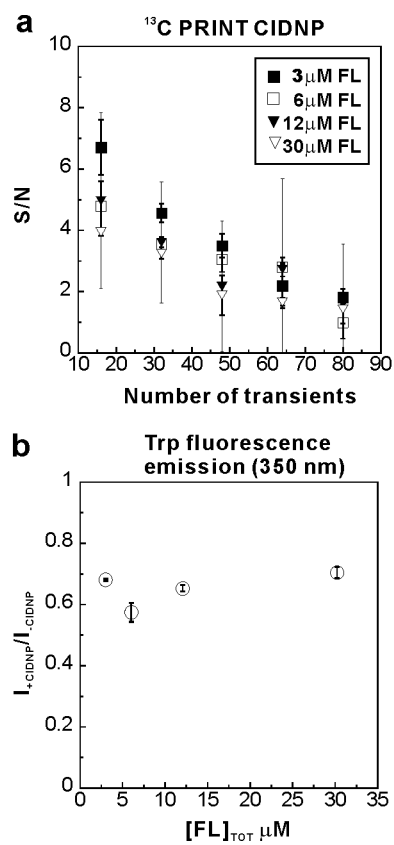 a
¹³C PRINT CIDNP
3μM FL
6μM FL
12μM FL
30μM FL
S/N
10
8
6
4
2
0
10 20 30 40 50 60 70 80 90
Number of transients
b
Trp fluorescence
emission (350 nm)
I+CIDNP/I-CIDNP
1
0.8
0.6
0.4
0.2
0
0 5 10 15 20 25 30 35
[FL]TOT μM